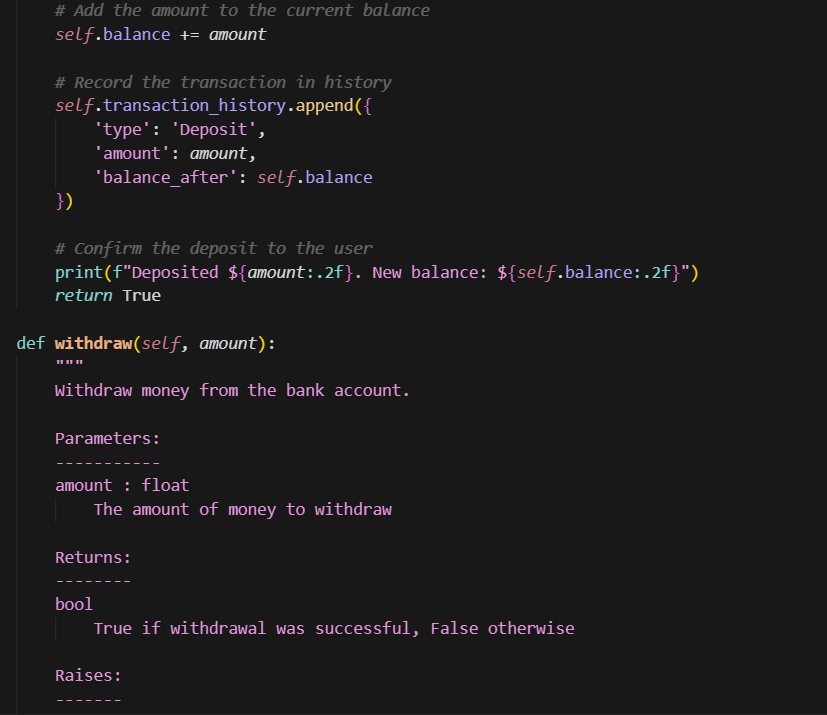 # Add the amount to the current balance
self.balance += amount
# Record the transaction in history
self.transaction_history.append({
'type': 'Deposit',
'amount': amount,
'balance_after': self.balance
})
# Confirm the deposit to the user
print(f"Deposited ${amount:.2f}. New balance: ${self.balance:.2f}")
return True
def withdraw(self, amount):
"""
Withdraw money from the bank account.
Parameters:
-----------
amount : float
The amount of money to withdraw
Returns:
--------
bool
True if withdrawal was successful, False otherwise
Raises:
-------